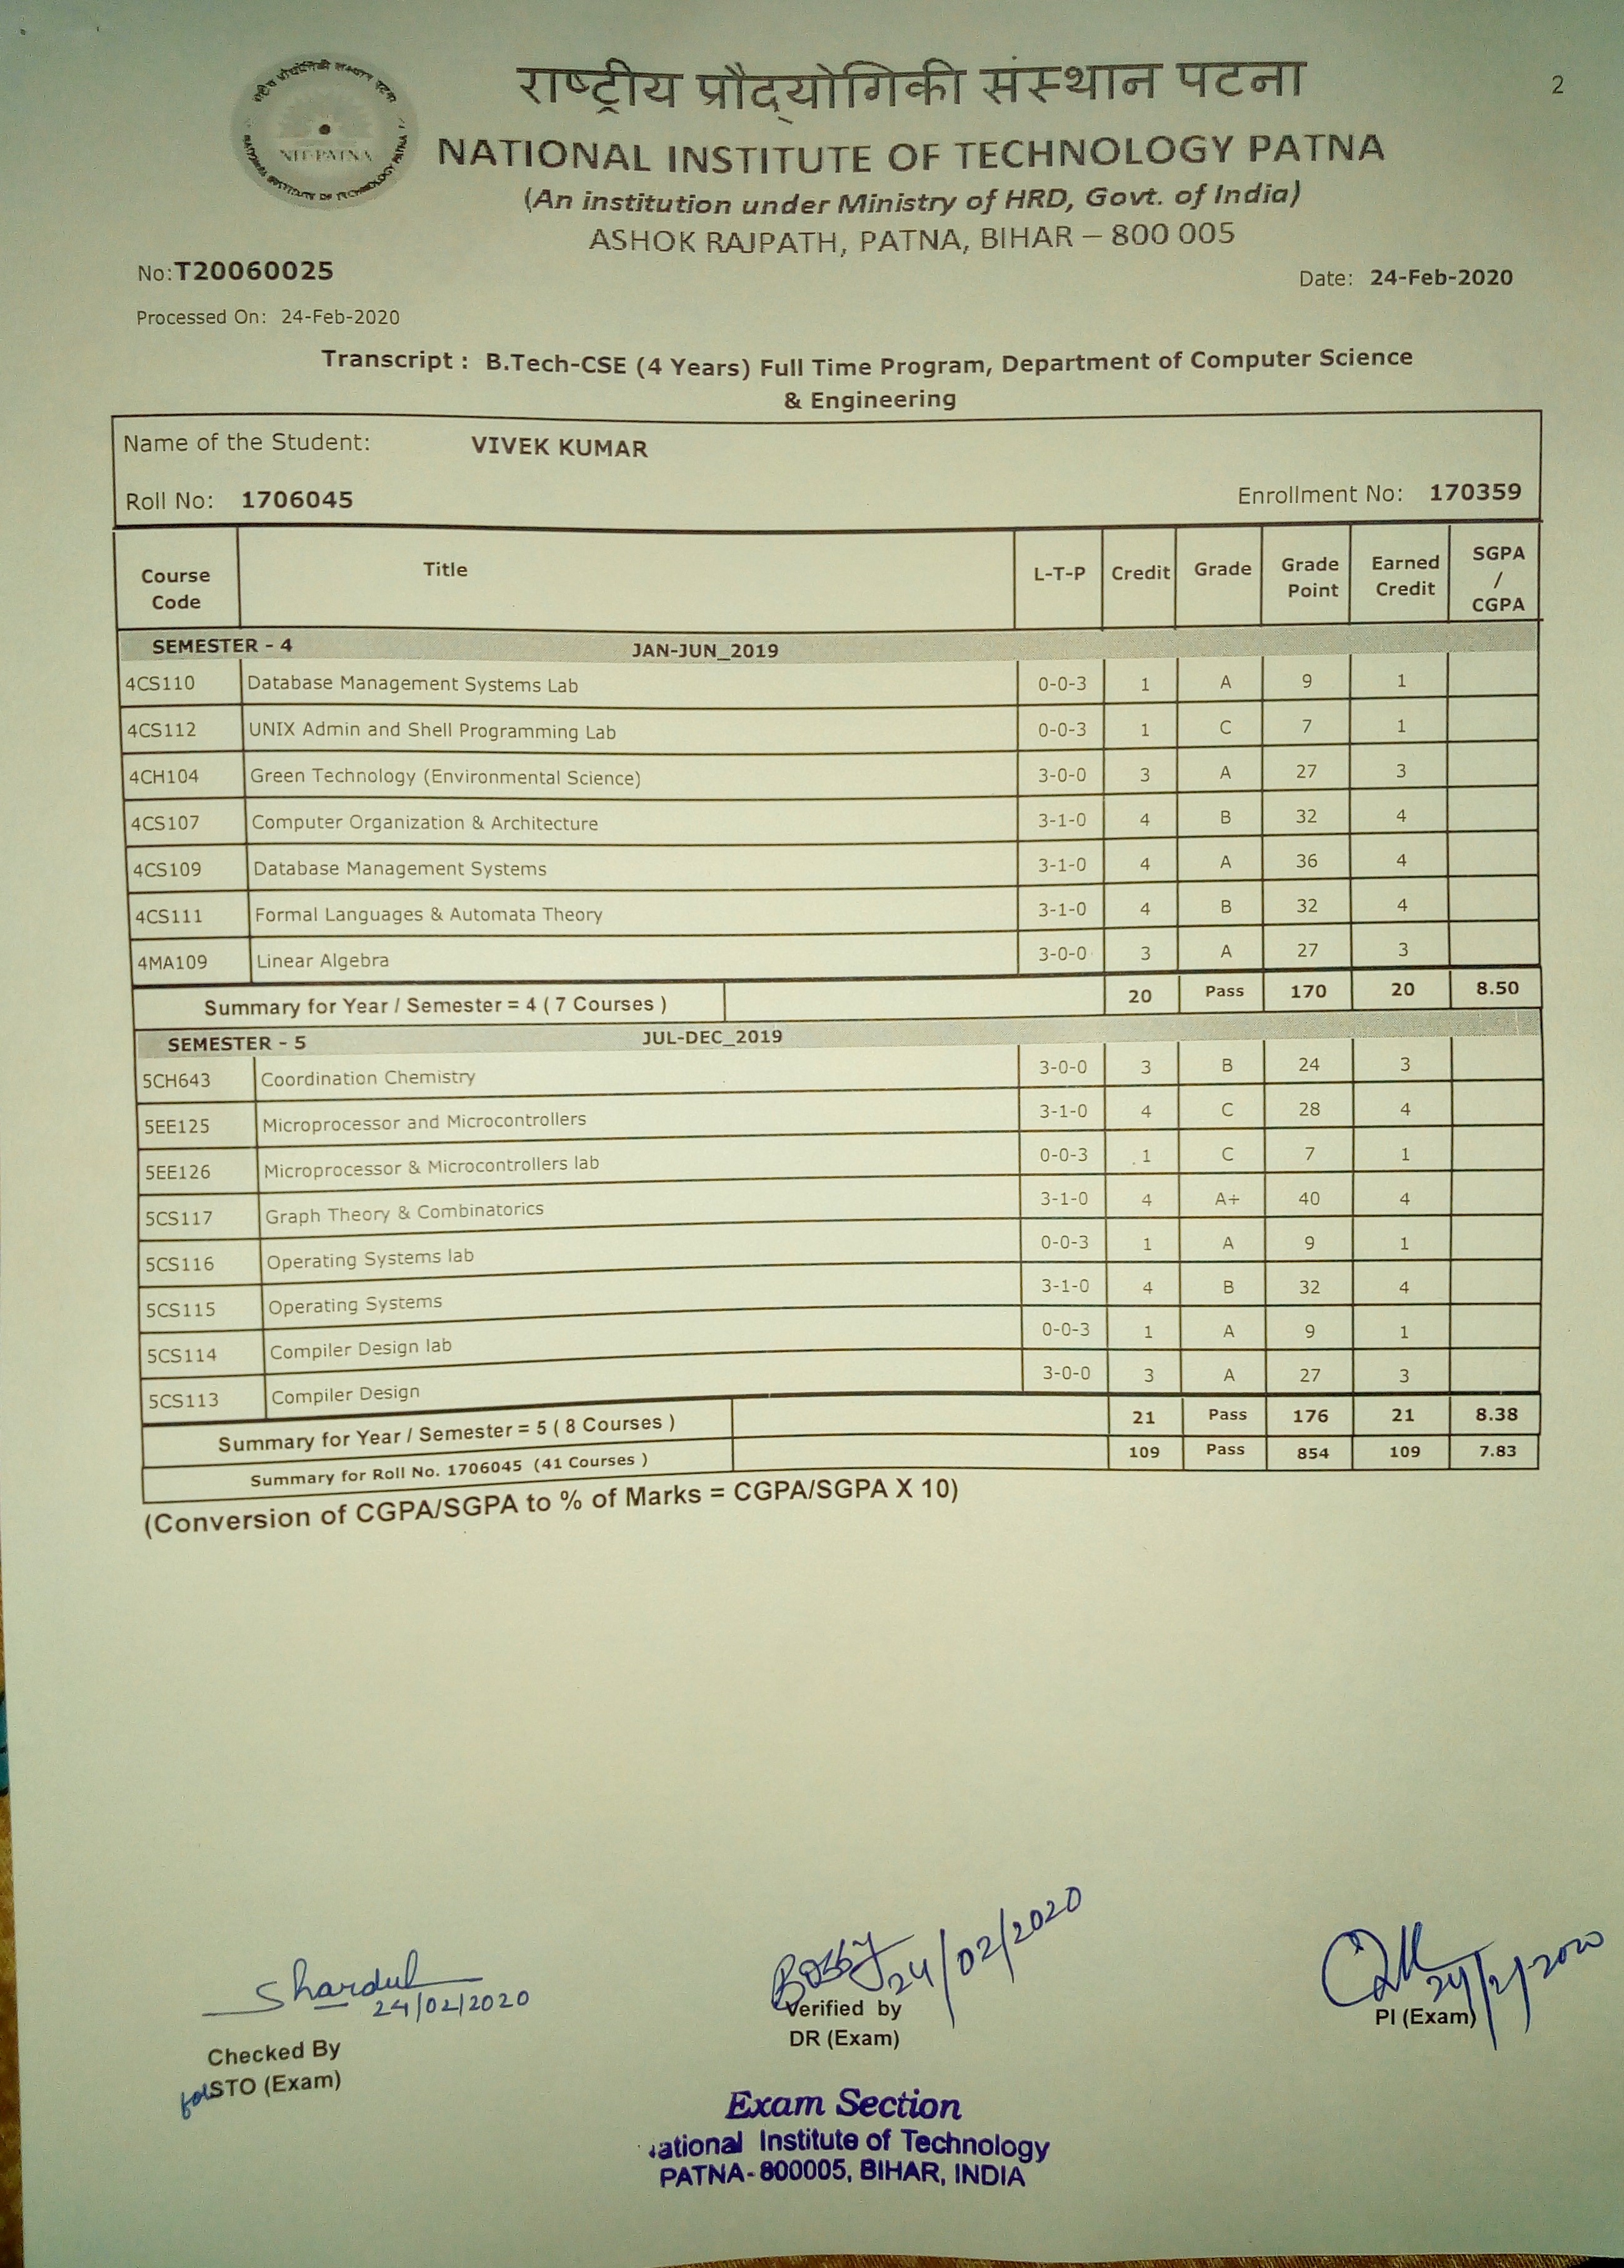 राष्ट्रीय प्रौद्योगिकी संस्थान पटना
2
NIT-PATNA
NATIONAL INSTITUTE OF TECHNOLOGY PATNA
(An institution under Ministry of HRD, Govt. of India)
ASHOK RAJPATH, PATNA, BIHAR – 800 005
No:T20060025
Date: 24-Feb-2020
Processed On: 24-Feb-2020
Transcript : B.Tech-CSE (4 Years) Full Time Program, Department of Computer Science
& Engineering
Name of the Student: VIVEK KUMAR
Roll No: 1706045 Enrollment No: 170359
Course Code Title L-T-P Credit Grade Grade Point Earned Credit SGPA / CGPA
SEMESTER - 4 JAN-JUN_2019
4CS110 Database Management Systems Lab 0-0-3 1 A 9 1
4CS112 UNIX Admin and Shell Programming Lab 0-0-3 1 C 7 1
4CH104 Green Technology (Environmental Science) 3-0-0 3 A 27 3
4CS107 Computer Organization & Architecture 3-1-0 4 B 32 4
4CS109 Database Management Systems 3-1-0 4 A 36 4
4CS111 Formal Languages & Automata Theory 3-1-0 4 B 32 4
4MA109 Linear Algebra 3-0-0 3 A 27 3
Summary for Year / Semester = 4 ( 7 Courses ) 20 Pass 170 20 8.50
SEMESTER - 5 JUL-DEC_2019
5CH643 Coordination Chemistry 3-0-0 3 B 24 3
5EE125 Microprocessor and Microcontrollers 3-1-0 4 C 28 4
5EE126 Microprocessor & Microcontrollers lab 0-0-3 1 C 7 1
5CS117 Graph Theory & Combinatorics 3-1-0 4 A+ 40 4
5CS116 Operating Systems lab 0-0-3 1 A 9 1
5CS115 Operating Systems 3-1-0 4 B 32 4
5CS114 Compiler Design lab 0-0-3 1 A 9 1
5CS113 Compiler Design 3-0-0 3 A 27 3
Summary for Year / Semester = 5 ( 8 Courses ) 21 Pass 176 21 8.38
Summary for Roll No. 1706045 (41 Courses ) 109 Pass 854 109 7.83
(Conversion of CGPA/SGPA to % of Marks = CGPA/SGPA X 10)
Shardul
24/02/2020
24/02/2020
24/2/2020
Checked By
for STO (Exam)
Verified by
DR (Exam)
PI (Exam)
Exam Section
ational Institute of Technology
PATNA-800005, BIHAR, INDIA